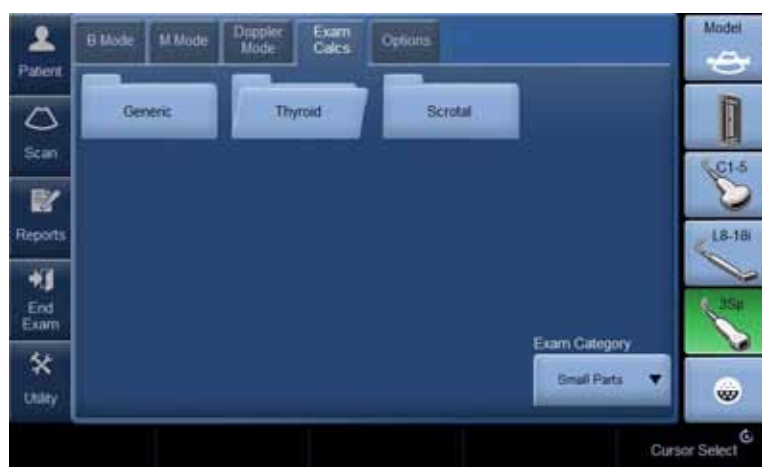 Patient
Scan
Reports
End
Exam
Utility
B Mode
M Mode
Doppler
Mode
Exam
Calcs
Options
Generic
Thyroid
Scrotal
Exam Category
Small Parts
Model
C1-5
L8-18i
3Sp
Cursor Select